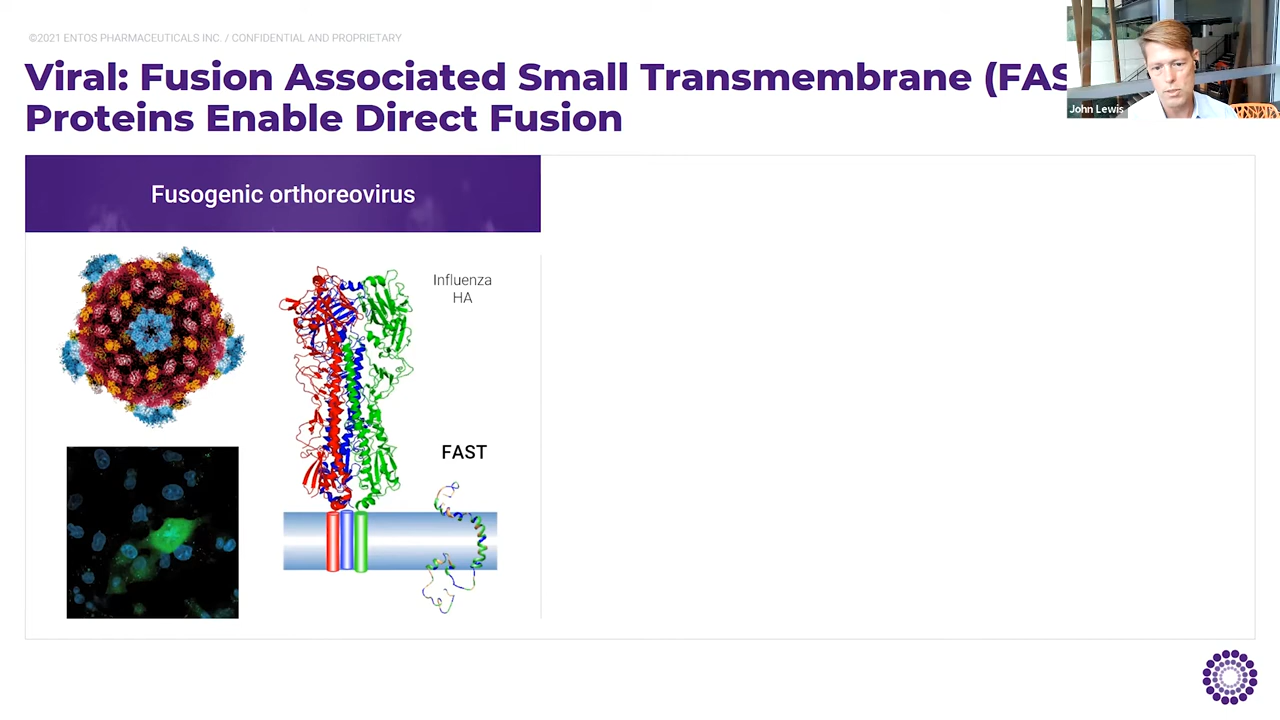 ©2021 ENTOS PHARMACEUTICALS INC. / CONFIDENTIAL AND PROPRIETARY
Viral: Fusion Associated Small Transmembrane (FAS
Proteins Enable Direct Fusion
John Lewis
Fusogenic orthoreovirus
Influenza
HA
FAST